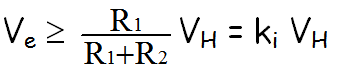 Ve ≥ R1/(R1+R2) VH = ki VH